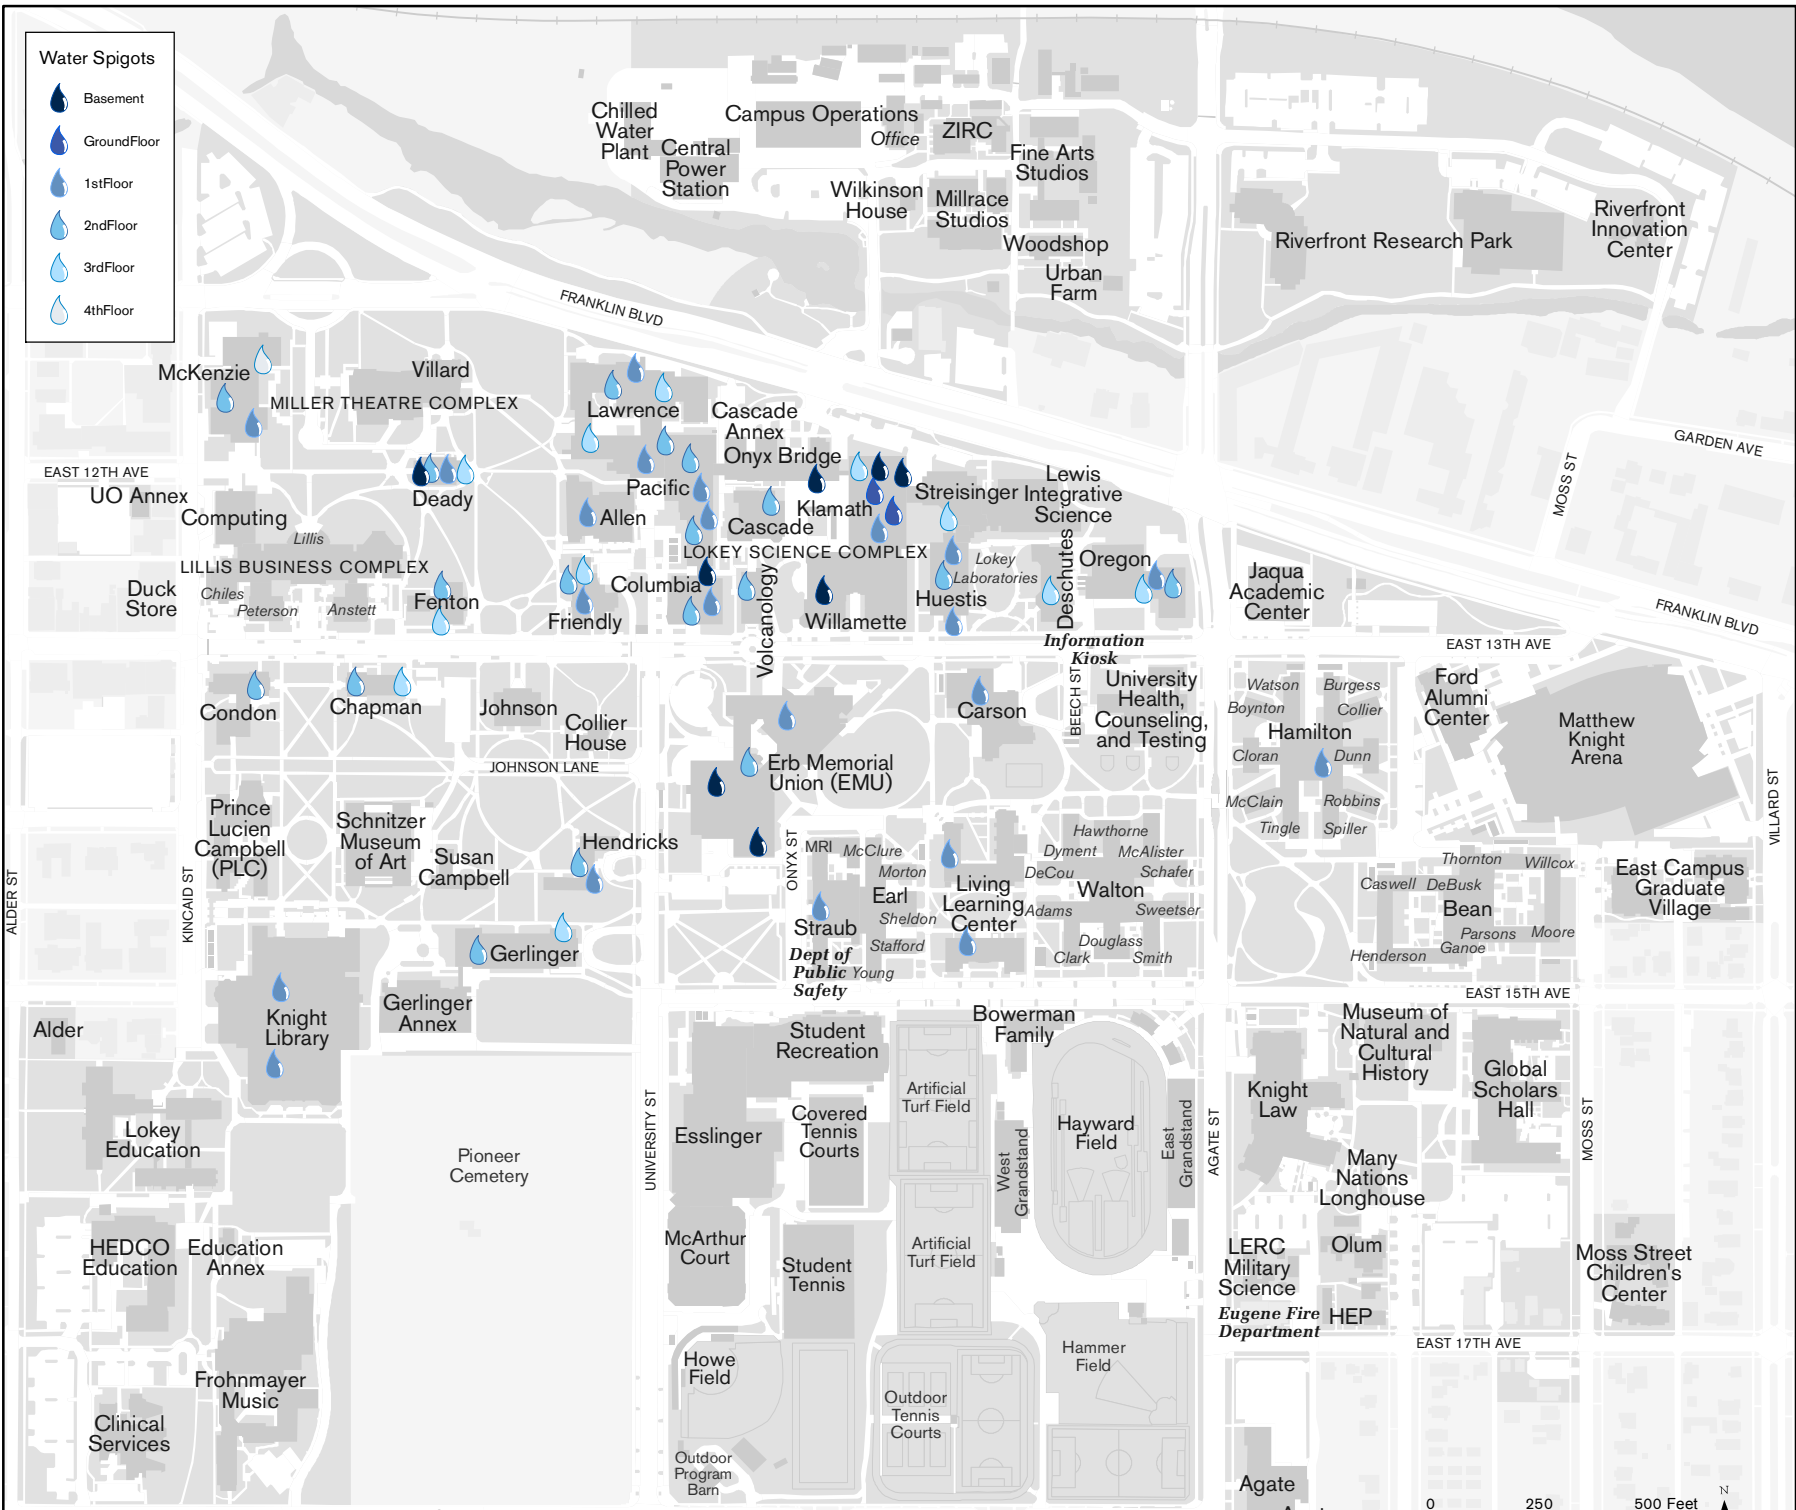 Water Spigots
Basement
GroundFloor
1stFloor
2ndFloor
3rdFloor
4thFloor
Chilled
Water
Plant
Central
Power
Station
Campus Operations
Office
ZIRC
Fine Arts
Studios
Wilkinson
House
Millrace
Studios
Woodshop
Urban
Farm
Riverfront Research Park
Riverfront
Innovation
Center
FRANKLIN BLVD
McKenzie
Villard
MILLER THEATRE COMPLEX
Lawrence
Cascade
Annex
Onyx Bridge
GARDEN AVE
MOSS ST
EAST 12TH AVE
UO Annex
Computing
Deady
Pacific
Allen
Cascade
Klamath
Streisinger
Lewis
Integrative
Science
Lillis
LILLIS BUSINESS COMPLEX
LOKEY SCIENCE COMPLEX
Lokey
Laboratories
Deschutes
Oregon
Duck
Store
Chiles
Peterson
Anstett
Fenton
Friendly
Columbia
Volcanology
Willamette
Huestis
Jaqua
Academic
Center
FRANKLIN BLVD
Information
Kiosk
EAST 13TH AVE
Condon
Chapman
Johnson
Collier
House
JOHNSON LANE
Erb Memorial
Union (EMU)
Carson
BEECH ST
University
Health,
Counseling,
and Testing
Watson
Burgess
Boynton
Collier
Hamilton
Cloran
Dunn
McClain
Robbins
Tingle
Spiller
Ford
Alumni
Center
Matthew
Knight
Arena
VILLARD ST
Prince
Lucien
Campbell
(PLC)
Schnitzer
Museum
of Art
Susan
Campbell
Hendricks
ALDER ST
KINCAID ST
Gerlinger
ONYX ST
MRI
McClure
Morton
Earl
Sheldon
Stafford
Young
Straub
Dept of
Public
Safety
Living
Learning
Center
Hawthorne
Dyment
McAlister
DeCou
Schafer
Walton
Adams
Sweetser
Douglass
Clark
Smith
Thornton
Willcox
Caswell
DeBusk
Bean
Parsons
Moore
Ganoe
Henderson
East Campus
Graduate
Village
EAST 15TH AVE
Knight
Library
Gerlinger
Annex
Alder
Student
Recreation
Bowerman
Family
Museum of
Natural and
Cultural
History
Knight
Law
Global
Scholars
Hall
Lokey
Education
Pioneer
Cemetery
UNIVERSITY ST
Esslinger
Covered
Tennis
Courts
Artificial
Turf Field
West
Grandstand
Hayward
Field
East
Grandstand
AGATE ST
Many
Nations
Longhouse
MOSS ST
HEDCO
Education
Education
Annex
McArthur
Court
Student
Tennis
Artificial
Turf Field
LERC
Military
Science
Olum
Eugene Fire
Department
HEP
Moss Street
Children's
Center
EAST 17TH AVE
Frohnmayer
Music
Clinical
Services
Howe
Field
Outdoor
Program
Barn
Outdoor
Tennis
Courts
Hammer
Field
Agate
0 250 500 Feet
N